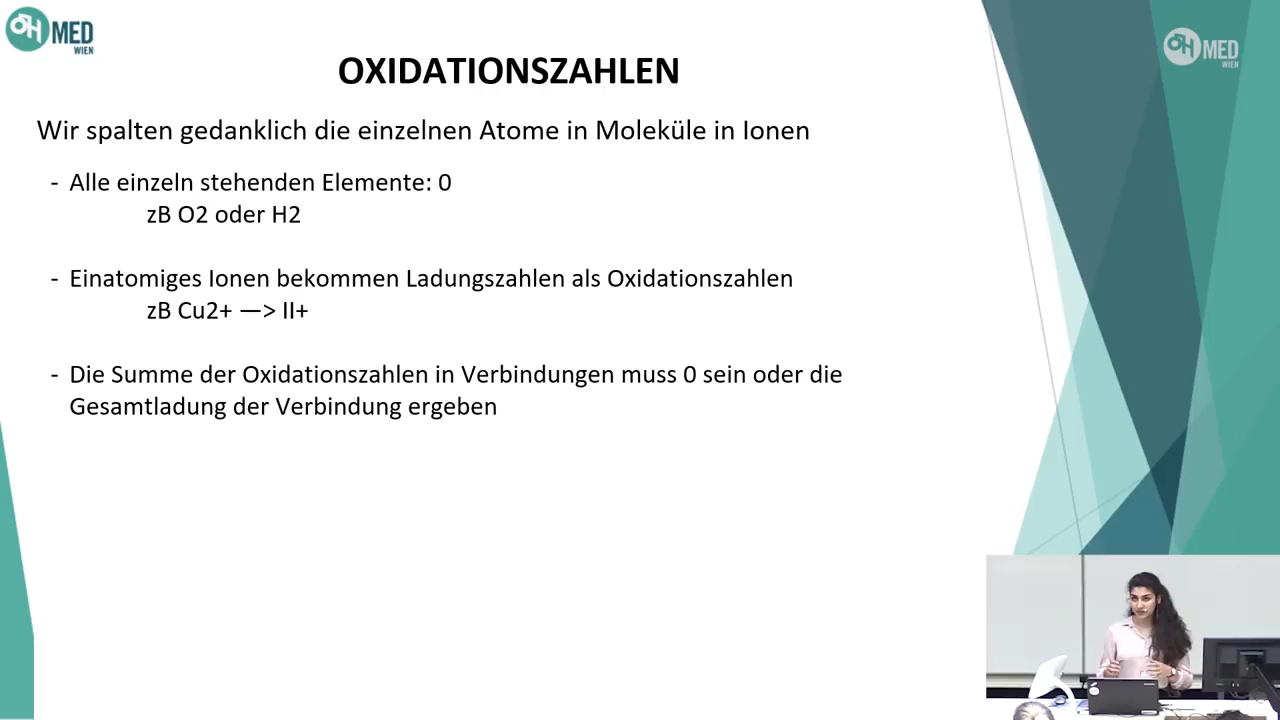 ÖH MED
WIEN
ÖH MED
WIEN
OXIDATIONSZAHLEN
Wir spalten gedanklich die einzelnen Atome in Moleküle in Ionen
- Alle einzeln stehenden Elemente: 0
zB O2 oder H2
- Einatomiges Ionen bekommen Ladungszahlen als Oxidationszahlen
zB Cu2+ —> II+
- Die Summe der Oxidationszahlen in Verbindungen muss 0 sein oder die
Gesamtladung der Verbindung ergeben